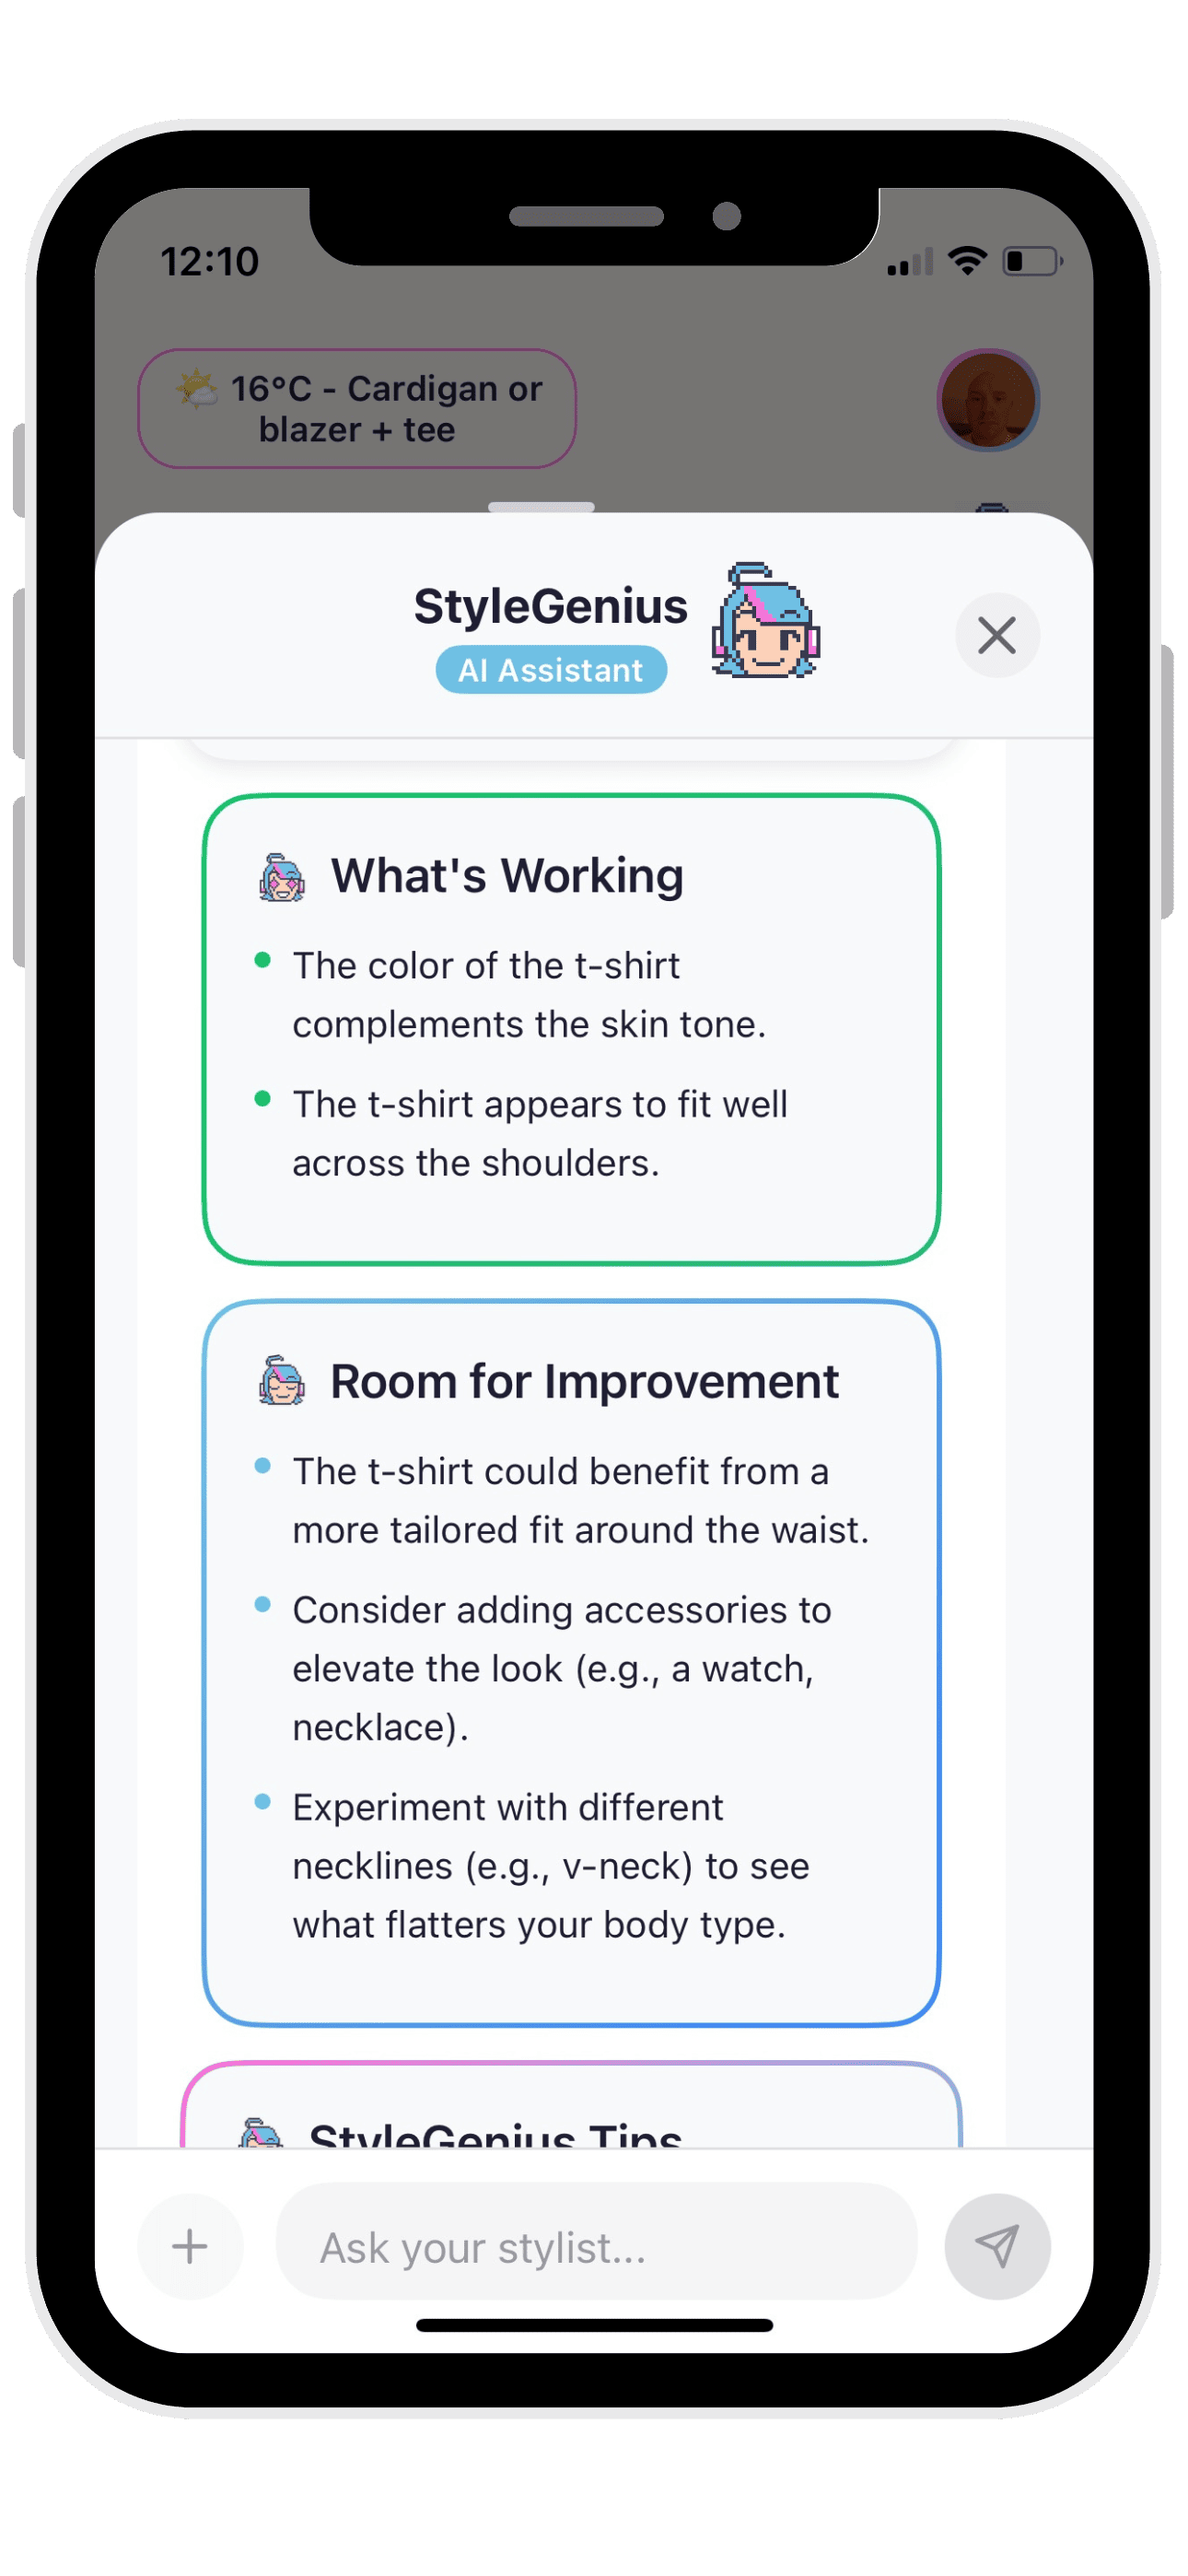 12:10
16°C - Cardigan or
blazer + tee
StyleGenius
AI Assistant
What's Working
The color of the t-shirt
complements the skin tone.
The t-shirt appears to fit well
across the shoulders.
Room for Improvement
The t-shirt could benefit from a
more tailored fit around the waist.
Consider adding accessories to
elevate the look (e.g., a watch,
necklace).
Experiment with different
necklines (e.g., v-neck) to see
what flatters your body type.
StyleGenius Tips
Ask your stylist...